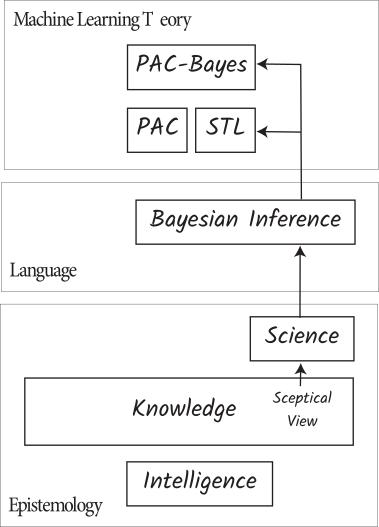 Machine Learning T eory
PAC-Bayes
PAC STL
Bayesian Inference
Language
Science
Sceptical
Knowledge
View
Intelligence
Epistemology